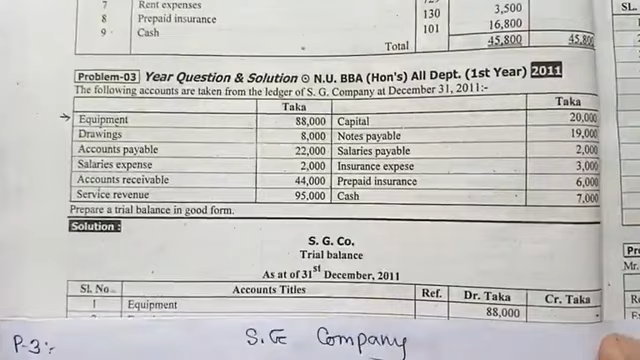 7 Rent expenses 3,500
8 Prepaid insurance 130 16,800
9 Cash 101
Total 45,800 45,800
SL.
Problem-03 Year Question & Solution ⊙ N.U. BBA (Hon's) All Dept. (1st Year) 2011
The following accounts are taken from the ledger of S. G. Company at December 31, 2011:-
Taka Taka
→ Equipment 88,000 Capital 20,000
Drawings 8,000 Notes payable 19,000
Accounts payable 22,000 Salaries payable 2,000
Salaries expense 2,000 Insurance expese 3,000
Accounts receivable 44,000 Prepaid insurance 6,000
Service revenue 95,000 Cash 7,000
Prepare a trial balance in good form.
Solution :
S. G. Co.
Trial balance
As at of 31st December, 2011
SL No Accounts Titles Ref. Dr. Taka Cr. Taka
1 Equipment 88,000
Mr.
P-3:- S.G Company